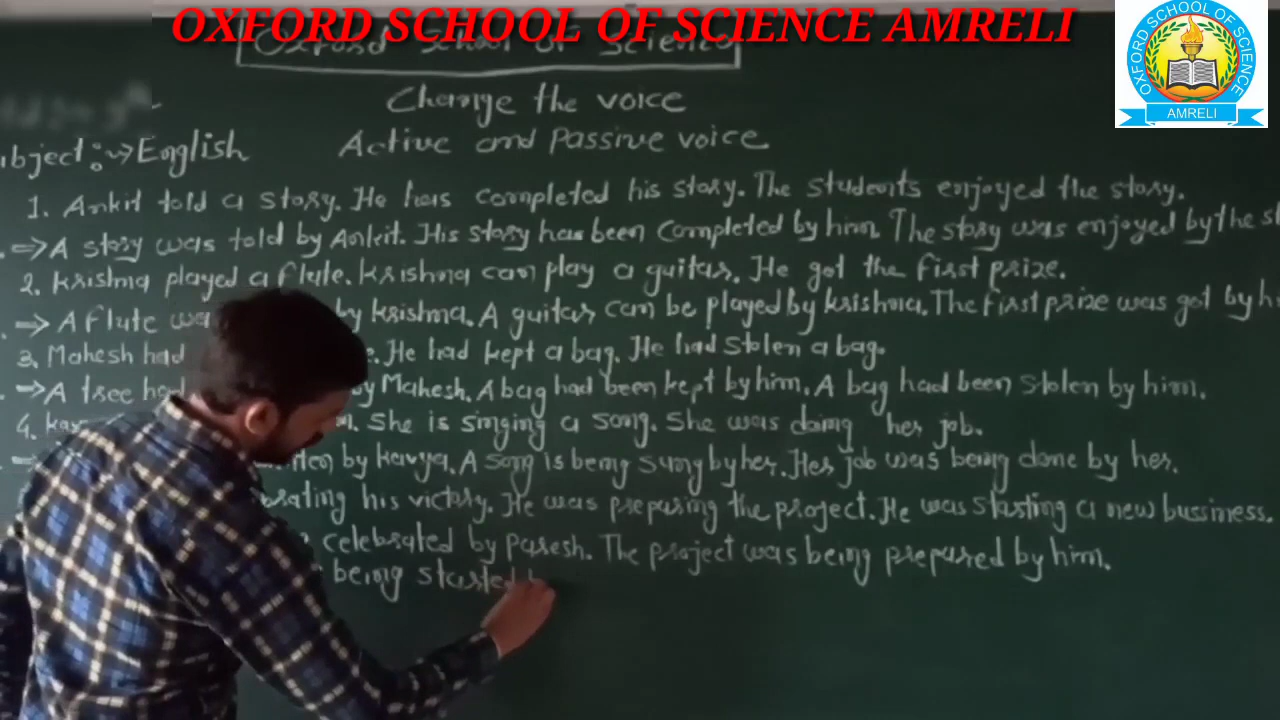 OXFORD SCHOOL OF SCIENCE AMRELI
OXFORD SCHOOL OF SCIENCE
AMRELI
Oxford School of Science
Change the voice
ubject:⇝English Active and Passive voice
1. Ankit told a story. He has completed his story. The students enjoyed the story.
⇒A story was told by Ankit. His story has been completed by him. The story was enjoyed by the s
2. Krishna played a flute. Krishna can play a guitar. He got the first prize.
⇒ A flute wa by Krishna. A guitar can be played by krishna. The first prize was got by h
3. Mahesh had He had kept a bag. He had stolen a bag.
⇒A tree ha by Mahesh. A bag had been kept by him. A bag had been stolen by him.
4. She is singing a song. She was doing her job.
by Kavya. A song is being sung by her. Her job was being done by her.
his victory. He was preparing the project. He was starting a new bussiness.
celebrated by Paresh. The project was being prepared by him.
being started